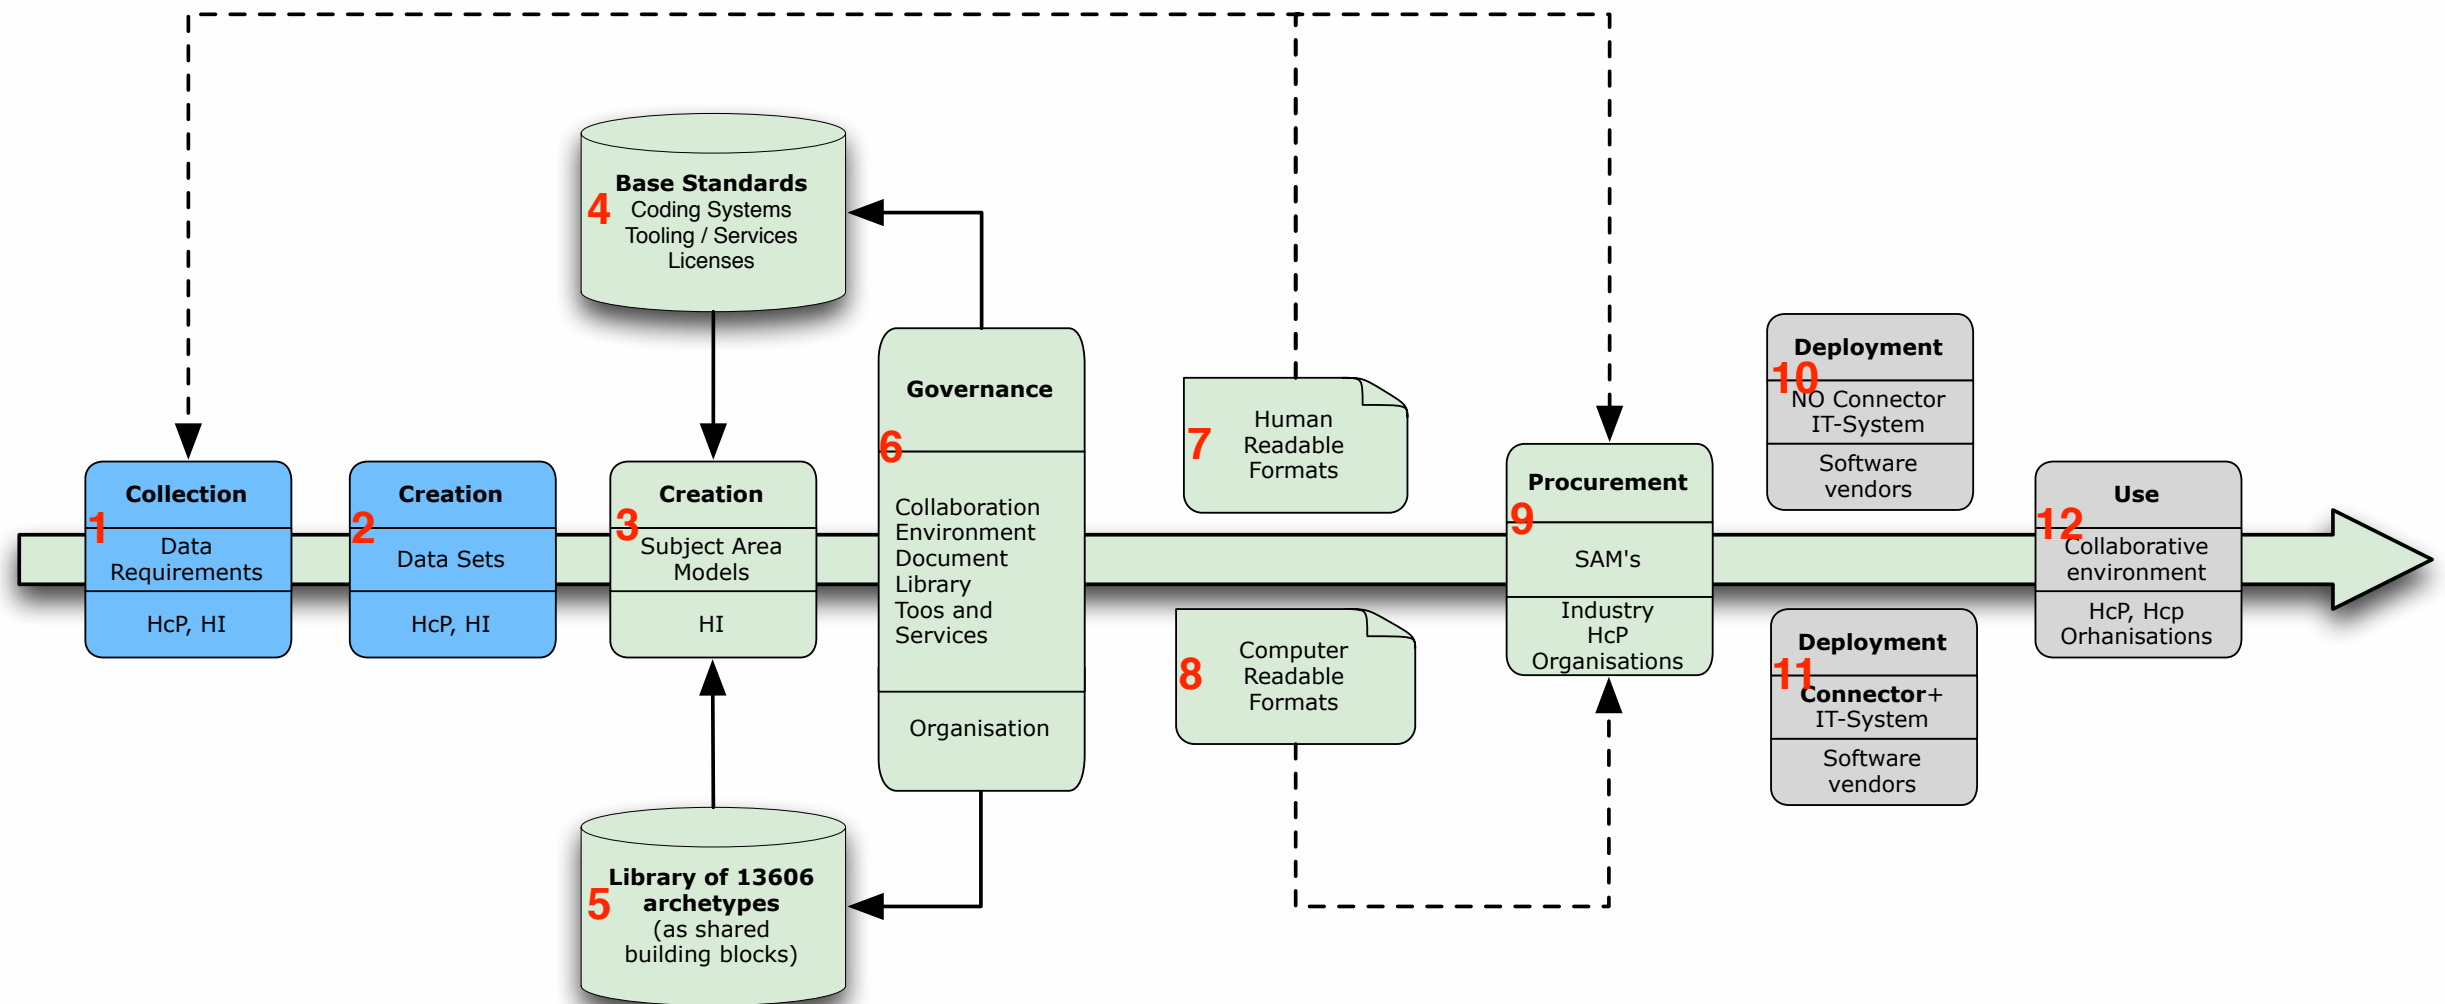 4
Base Standards
Coding Systems
Tooling / Services
Licenses
1
Collection
Data
Requirements
HcP, HI
2
Creation
Data Sets
HcP, HI
3
Creation
Subject Area
Models
HI
5
Library of 13606
archetypes
(as shared
building blocks)
6
Governance
Collaboration
Environment
Document
Library
Toos and
Services
Organisation
7
Human
Readable
Formats
8
Computer
Readable
Formats
9
Procurement
SAM's
Industry
HcP
Organisations
10
Deployment
NO Connector
IT-System
Software
vendors
11
Deployment
Connector+
IT-System
Software
vendors
12
Use
Collaborative
environment
HcP, Hcp
Orhanisations